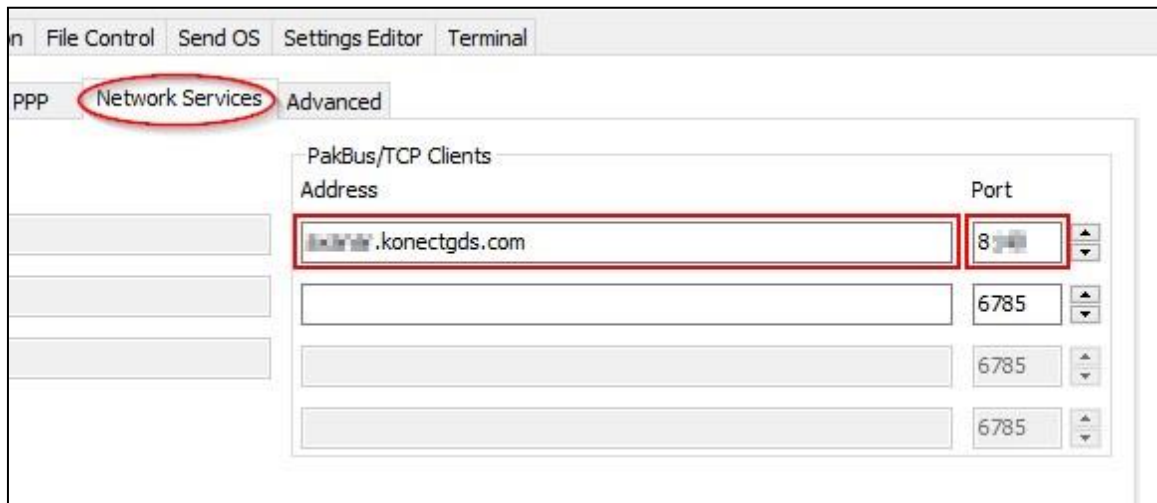 File Control Send OS Settings Editor Terminal
PPP Network Services Advanced
PakBus/TCP Clients
Address Port
.konectgds.com 8
6785
6785
6785